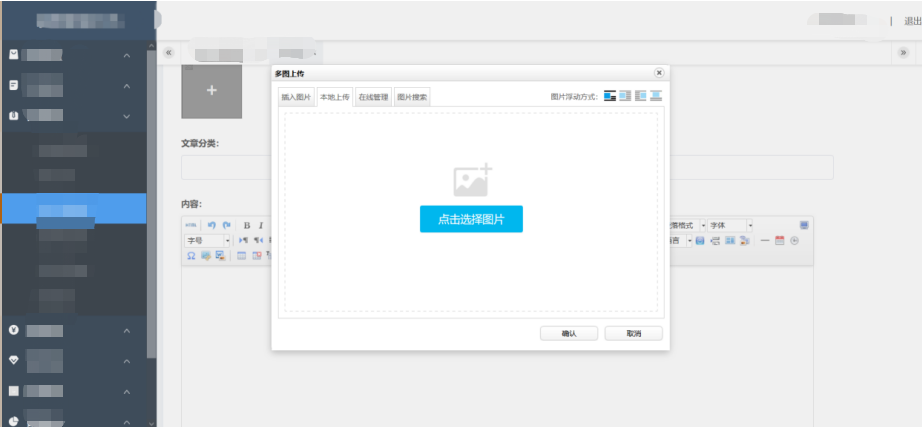 | 退出
«
»
多图上传
插入图片 本地上传 在线管理 图片搜索 图片浮动方式:
点击选择图片
确认 取消
文章分类:
内容:
HTML B I 落格式 字体
字号 言